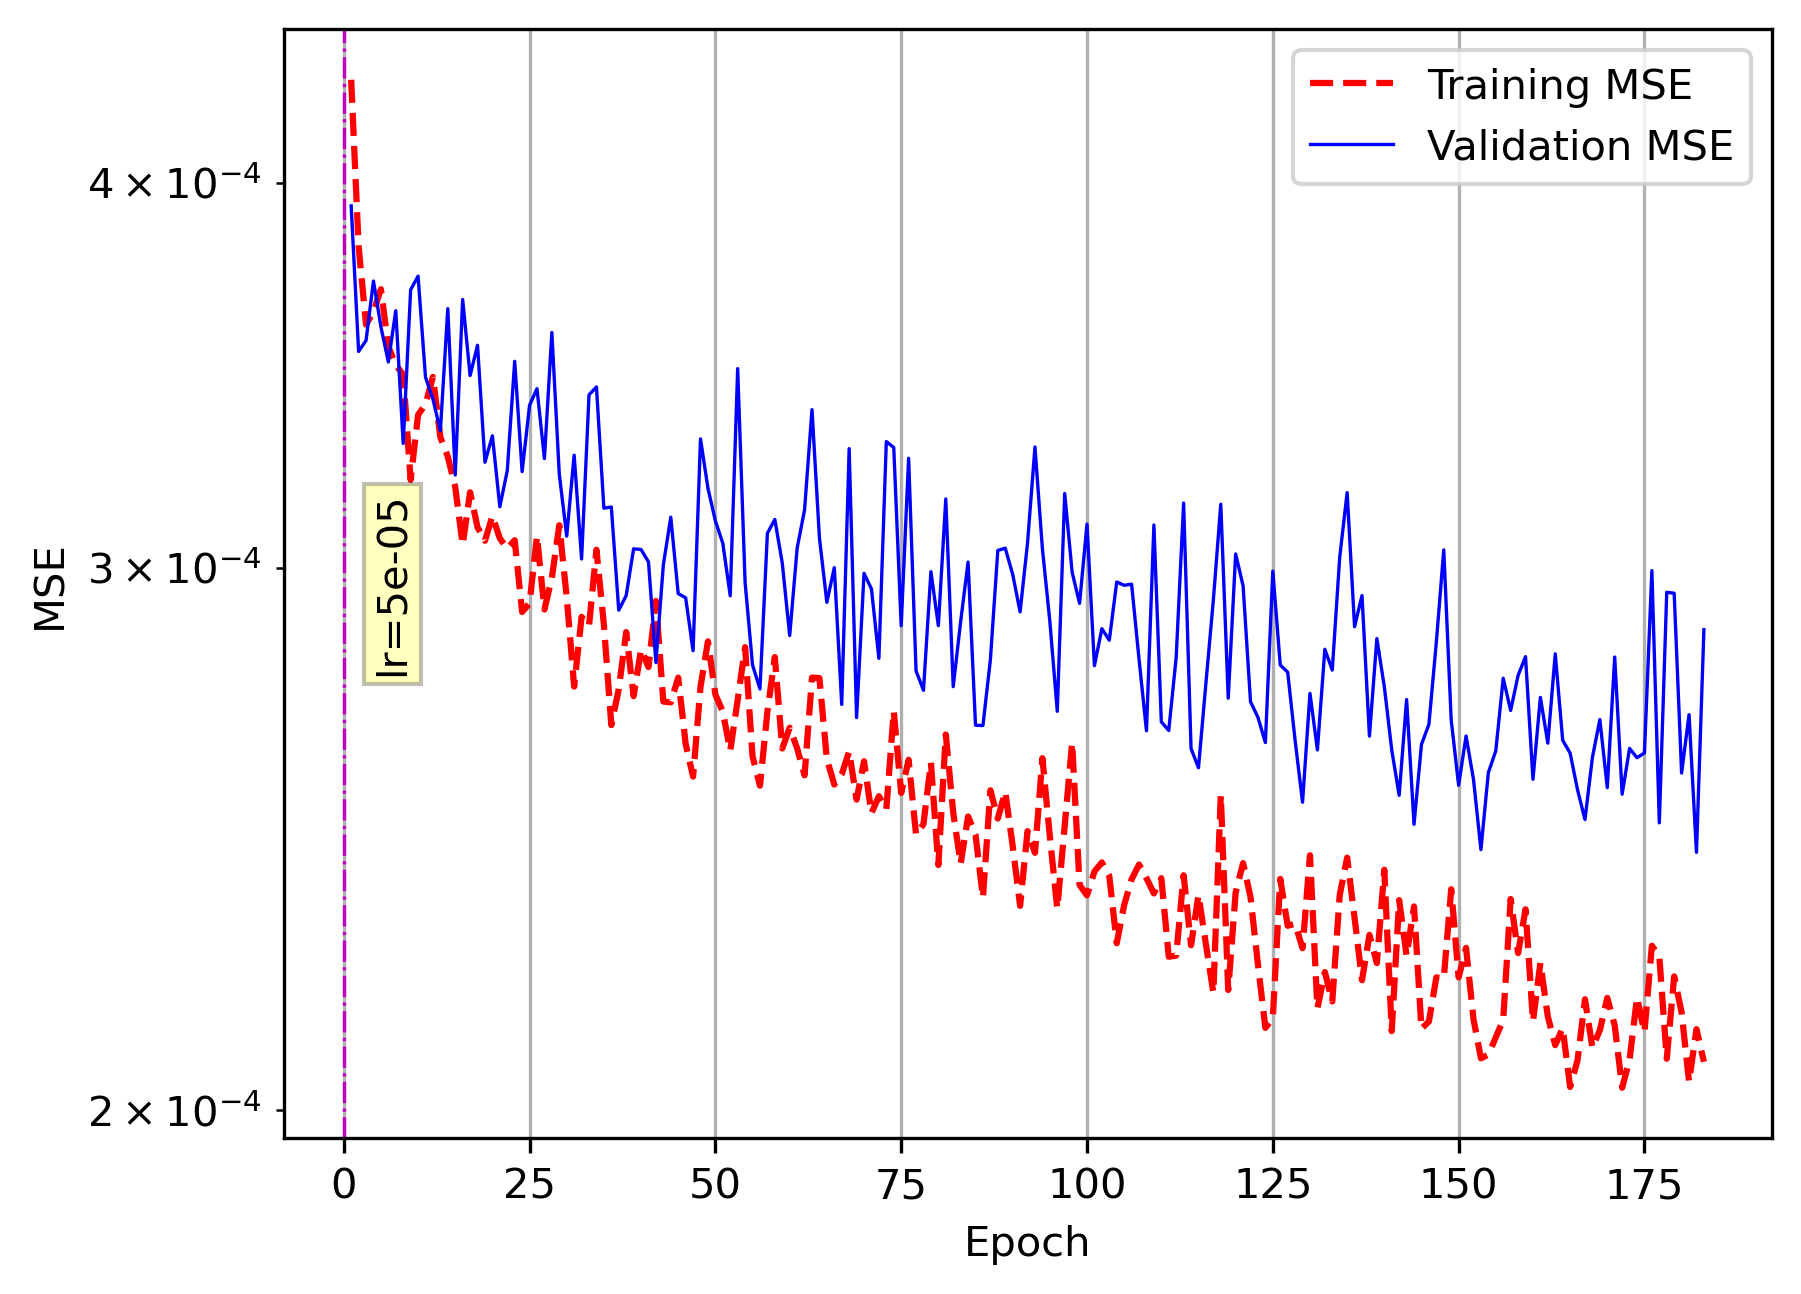 Training MSE
Validation MSE
4 × 10⁻⁴
3 × 10⁻⁴
2 × 10⁻⁴
MSE
lr=5e-05
0 25 50 75 100 125 150 175
Epoch